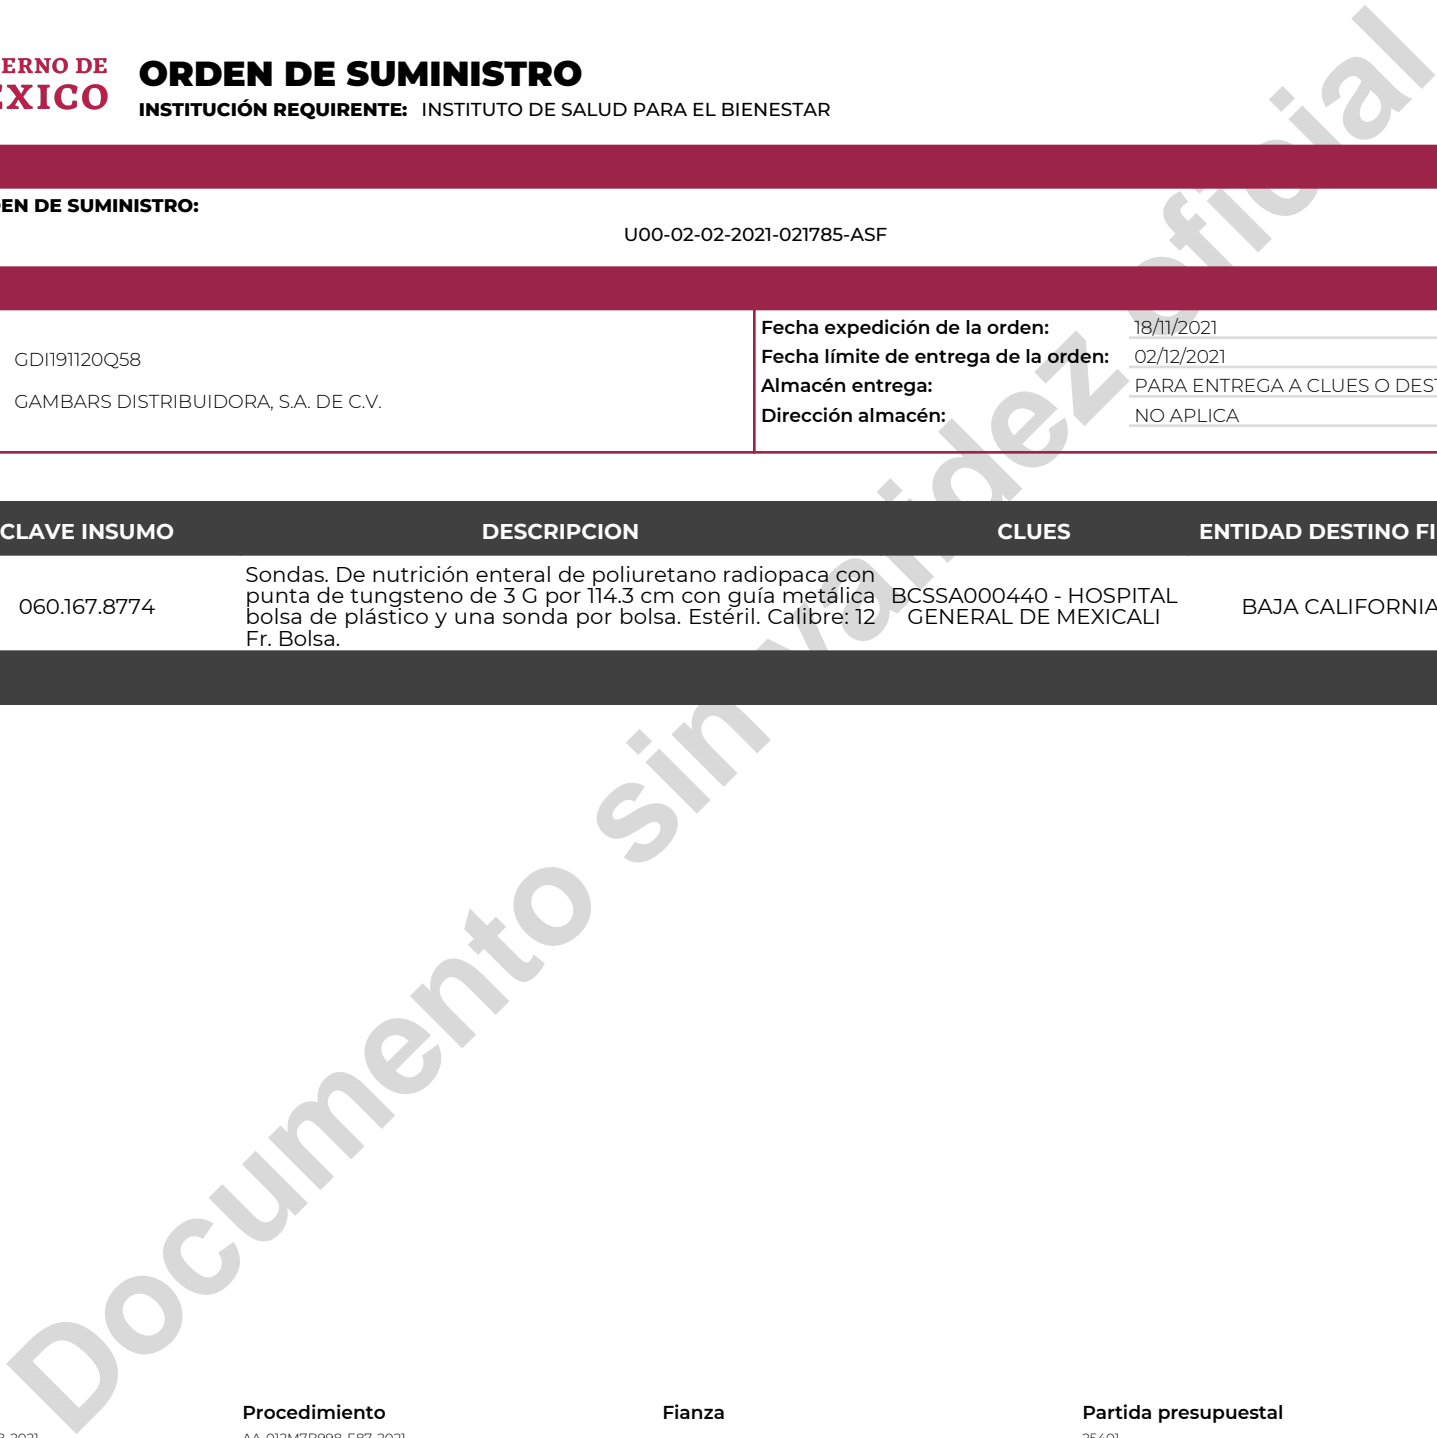 ERNO DE
EXICO
ORDEN DE SUMINISTRO
INSTITUCIÓN REQUIRENTE: INSTITUTO DE SALUD PARA EL BIENESTAR
EN DE SUMINISTRO:
U00-02-02-2021-021785-ASF
GDI191120Q58
GAMBARS DISTRIBUIDORA, S.A. DE C.V.
Fecha expedición de la orden: 18/11/2021
Fecha límite de entrega de la orden: 02/12/2021
Almacén entrega: PARA ENTREGA A CLUES O DEST
Dirección almacén: NO APLICA
CLAVE INSUMO DESCRIPCION CLUES ENTIDAD DESTINO FI
060.167.8774
Sondas. De nutrición enteral de poliuretano radiopaca con
punta de tungsteno de 3 G por 114.3 cm con guía metálica
bolsa de plástico y una sonda por bolsa. Estéril. Calibre: 12
Fr. Bolsa.
BCSSA000440 - HOSPITAL
GENERAL DE MEXICALI
BAJA CALIFORNIA
Documento sin validez oficial
Procedimiento Fianza Partida presupuestal